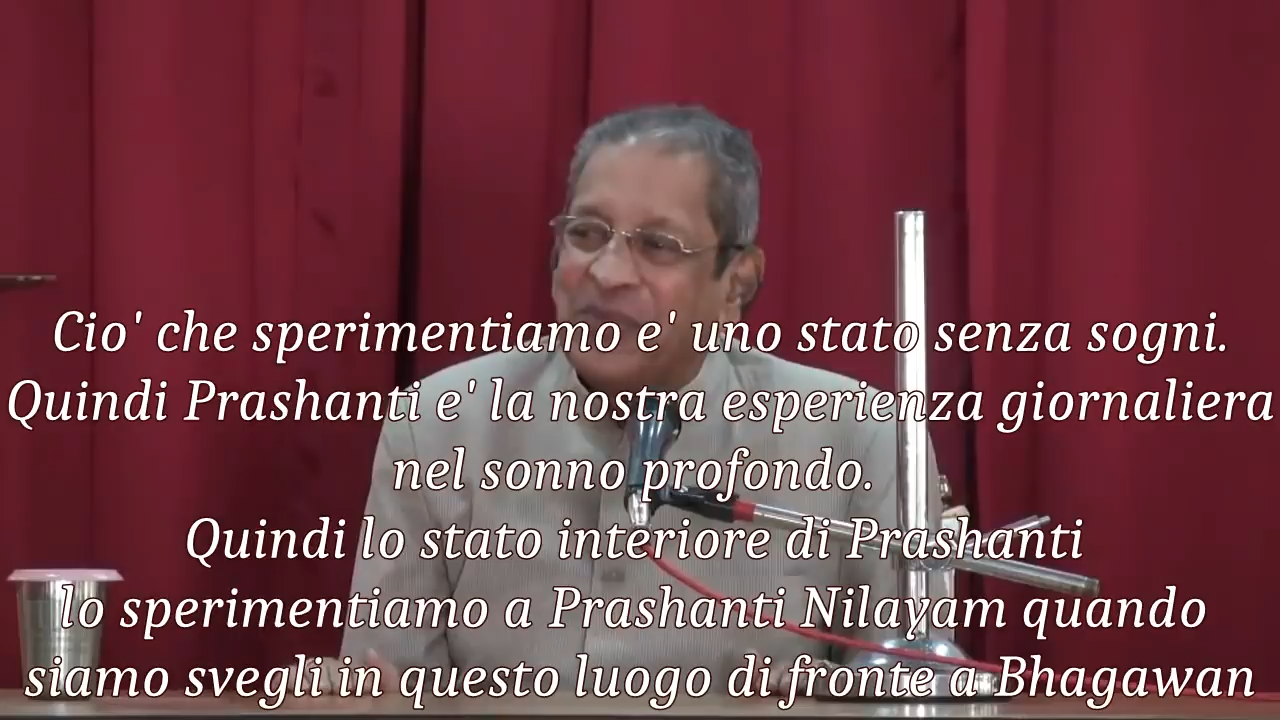 Cio' che sperimentiamo e' uno stato senza sogni.
Quindi Prashanti e' la nostra esperienza giornaliera
nel sonno profondo.
Quindi lo stato interiore di Prashanti
lo sperimentiamo a Prashanti Nilayam quando
siamo svegli in questo luogo di fronte a Bhagawan